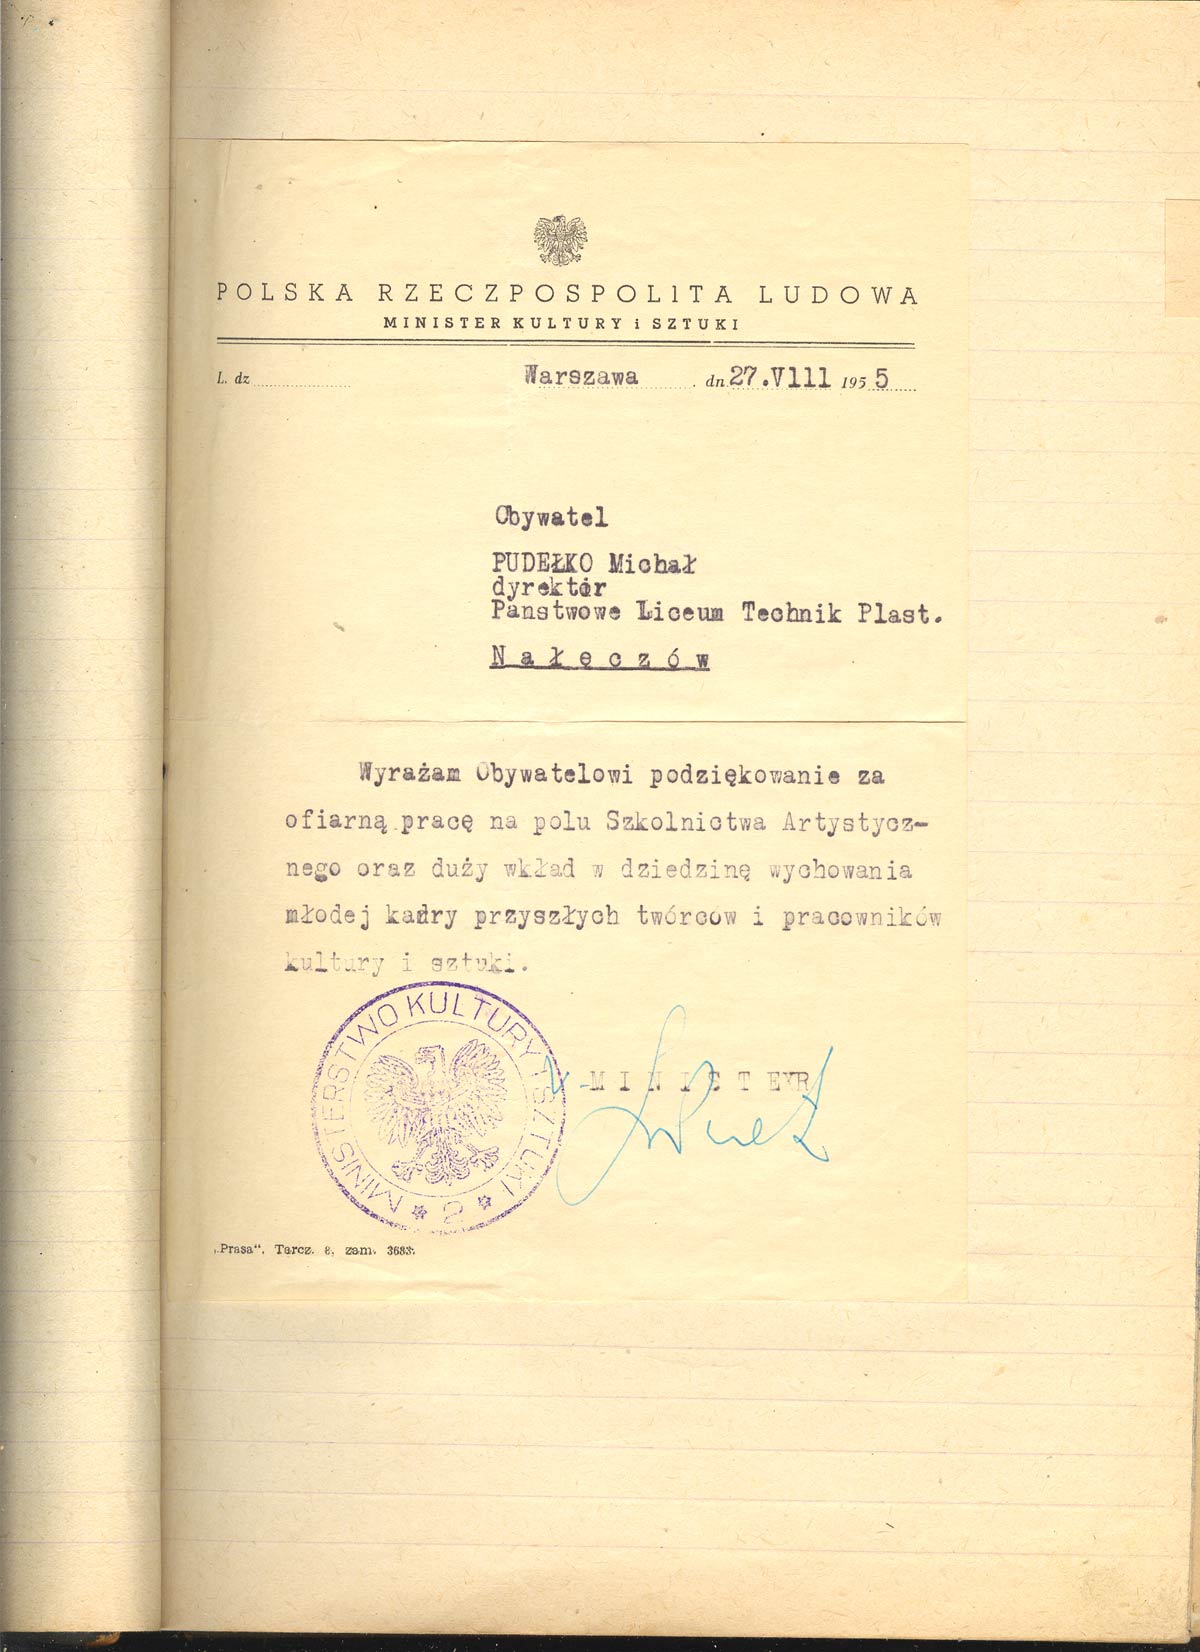 POLSKA RZECZPOSPOLITA LUDOWA
MINISTER KULTURY i SZTUKI
L. dz
Warszawa . dn 27.VIII 1955
Obywatel
PUDEŁKO Michał
dyrektór
Panstwowe Liceum Technik Plast.
Nałęczów
Wyrażam Obywatelowi podziękowanie za
ofiarną pracę na polu Szkolnictwa Artystycz-
nego oraz duży wkład w dziedzinę wychowania
młodej kadry przyszłych twórców i pracowników
kultury i sztuki.
MINISTERSTWO KULTURY I SZTUKI * 2 *
„Prasa“. Tarcz. 8. zam. 3683.